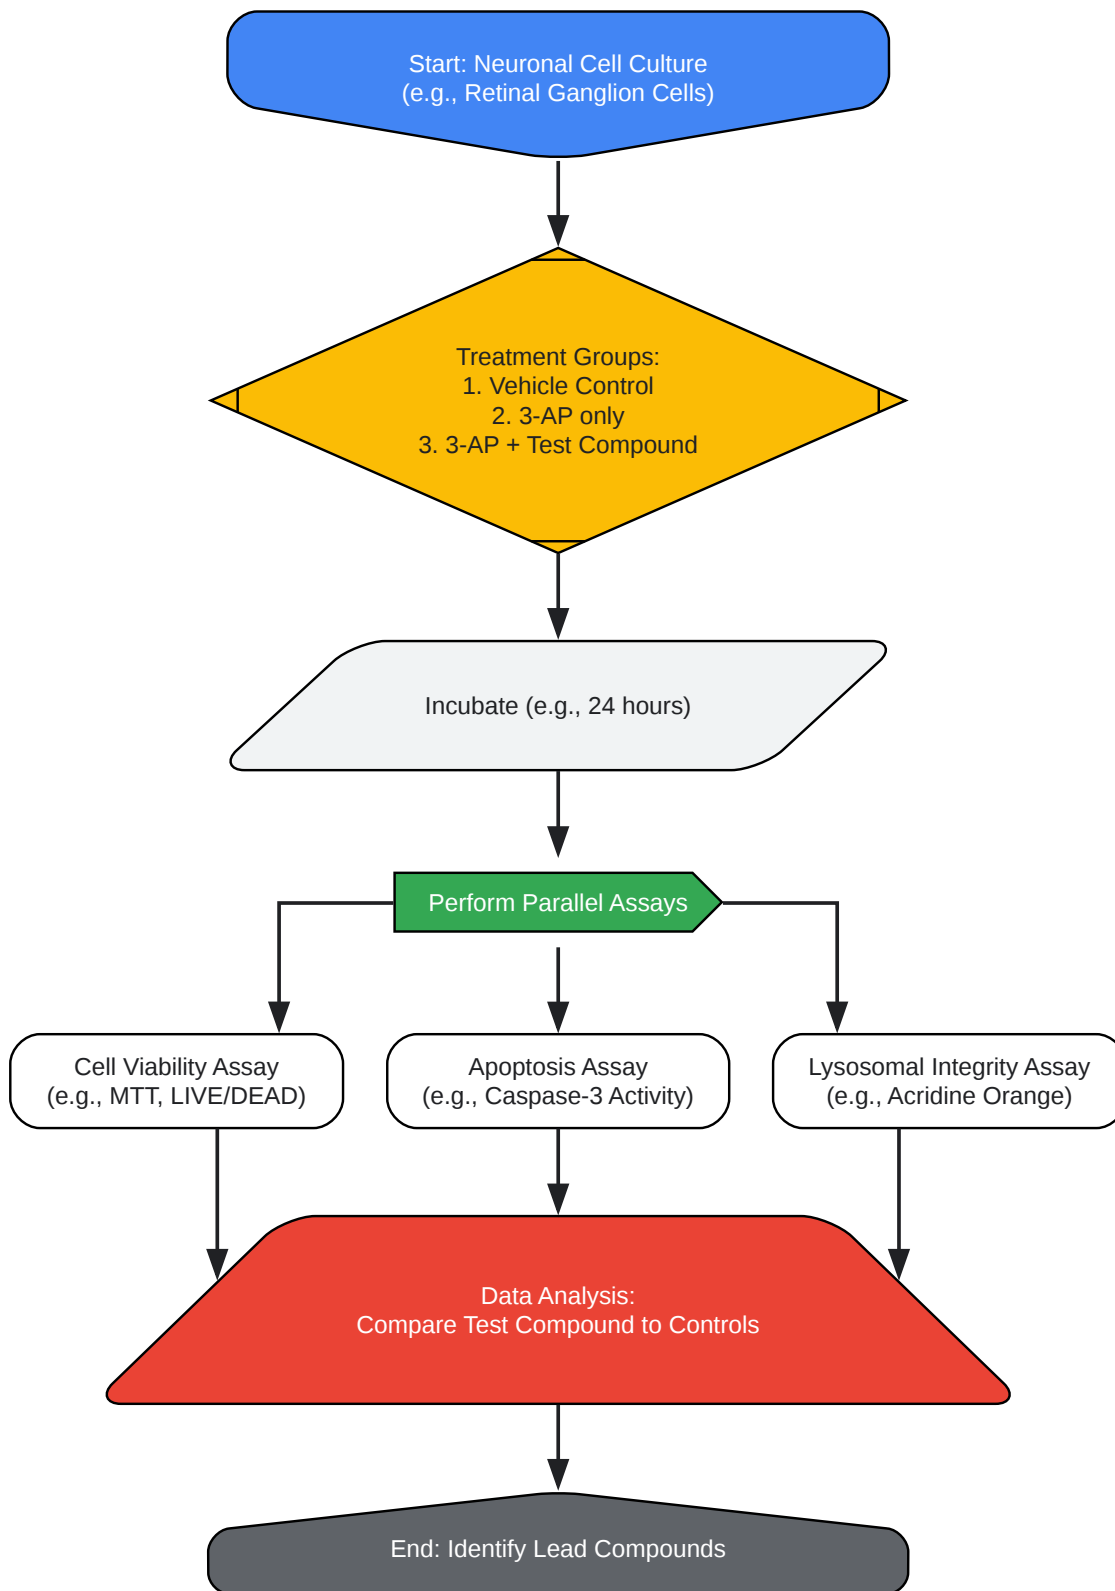 Start: Neuronal Cell Culture
(e.g., Retinal Ganglion Cells)
Treatment Groups:
1. Vehicle Control
2. 3-AP only
3. 3-AP + Test Compound
Incubate (e.g., 24 hours)
Perform Parallel Assays
Cell Viability Assay
(e.g., MTT, LIVE/DEAD)
Apoptosis Assay
(e.g., Caspase-3 Activity)
Lysosomal Integrity Assay
(e.g., Acridine Orange)
Data Analysis:
Compare Test Compound to Controls
End: Identify Lead Compounds